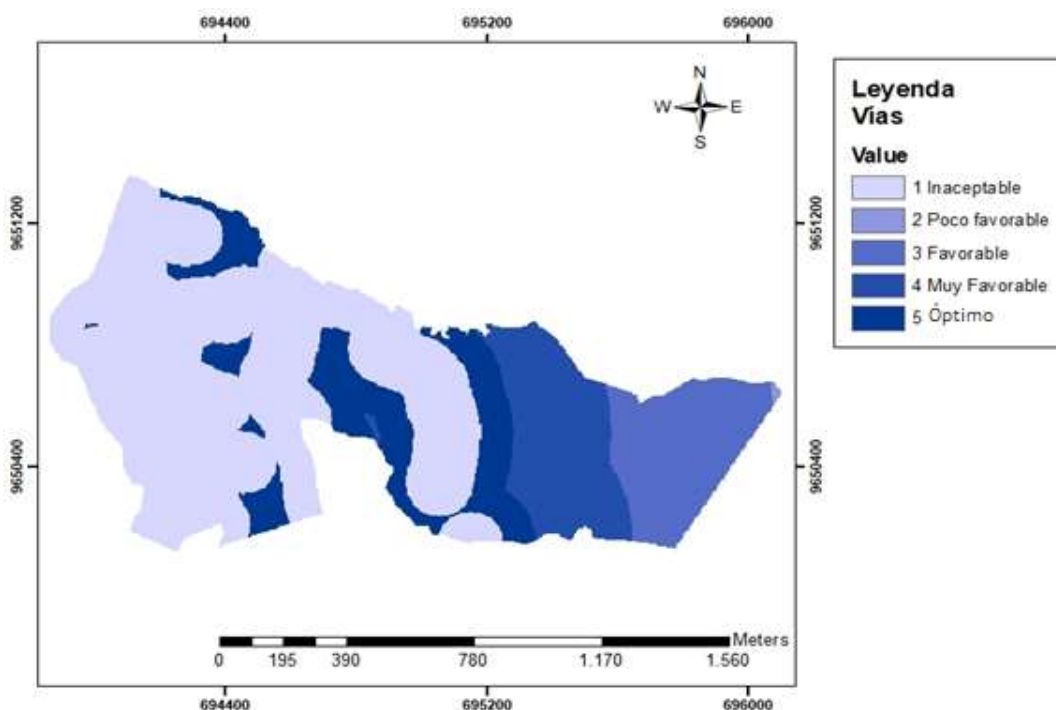 694400 695200 696000
N
W E
S
9651200 9651200
9650400 9650400
Meters
0 195 390 780 1.170 1.560
694400 695200 696000
Leyenda
Vías
Value
1 Inaceptable
2 Poco favorable
3 Favorable
4 Muy Favorable
5 Óptimo